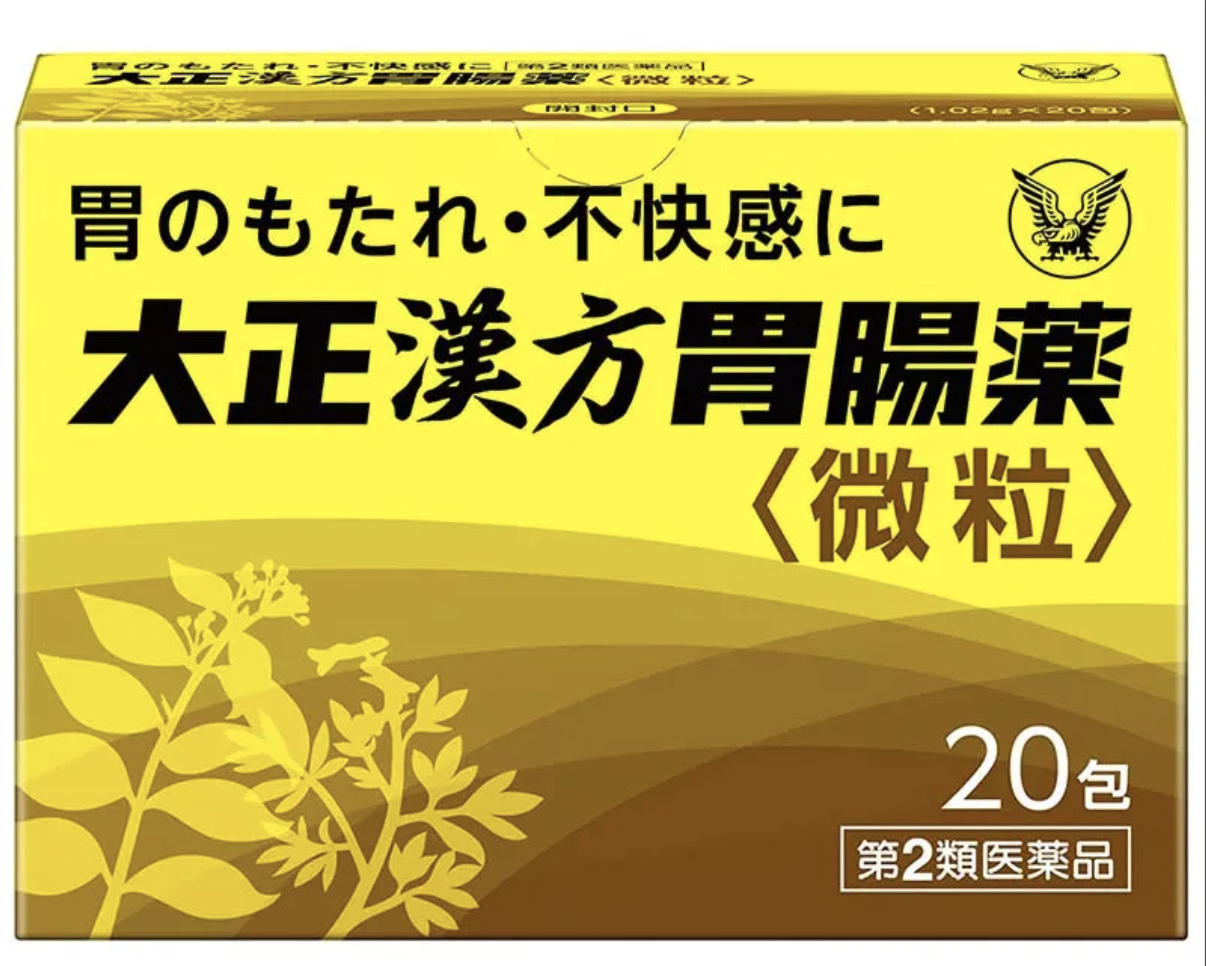 胃のもたれ・不快感に 第2類医薬品
大正漢方胃腸薬〈微粒〉
開封口
(1.02g×20包)
胃のもたれ・不快感に
大正漢方胃腸薬
〈微粒〉
20包
第2類医薬品